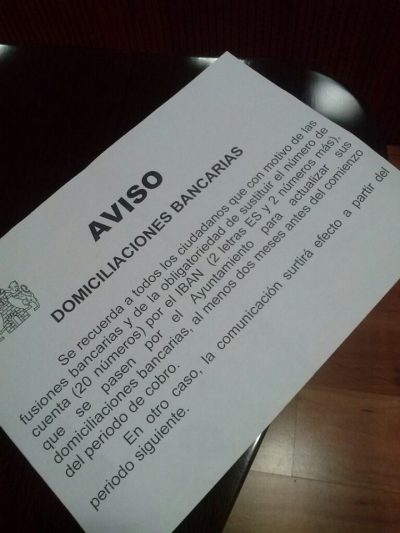 AVISO
DOMICILIACIONES BANCARIAS
Se recuerda a todos los ciudadanos que con motivo de las
fusiones bancarias y de la obligatoriedad de sustituir el número de
cuenta (20 números) por el IBAN (2 letras ES y 2 números más),
que se pasen por el Ayuntamiento para actualizar sus
domiciliaciones bancarias, al menos dos meses antes del comienzo
del periodo de cobro.
En otro caso, la comunicación surtirá efecto a partir del
periodo siguiente.